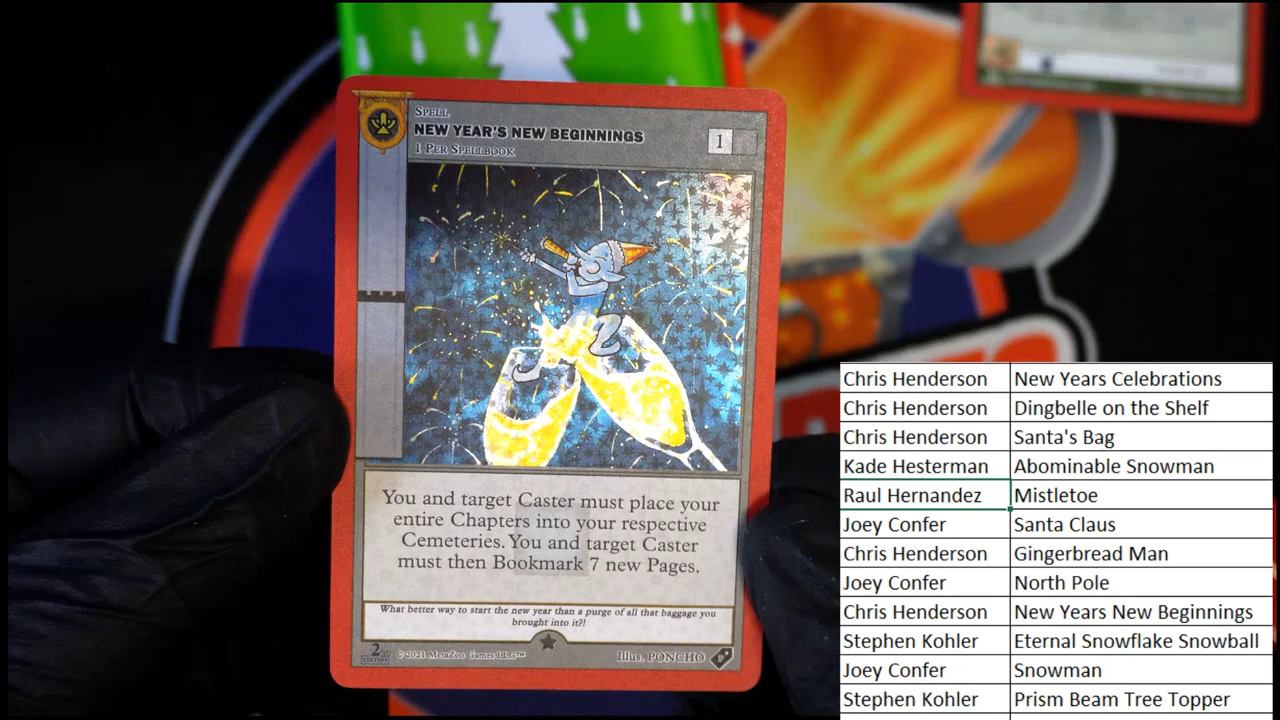 SPELL
NEW YEAR'S NEW BEGINNINGS
1
1 PER SPELLBOOK
You and target Caster must place your
entire Chapters into your respective
Cemeteries. You and target Caster
must then Bookmark 7 new Pages.
What better way to start the new year than a purge of all that baggage you
brought into it?!
2ND
EDITION
© 2021 MetaZoo Games LLC™
Illus. PONCHO
Chris Henderson New Years Celebrations
Chris Henderson Dingbelle on the Shelf
Chris Henderson Santa's Bag
Kade Hesterman Abominable Snowman
Raul Hernandez Mistletoe
Joey Confer Santa Claus
Chris Henderson Gingerbread Man
Joey Confer North Pole
Chris Henderson New Years New Beginnings
Stephen Kohler Eternal Snowflake Snowball
Joey Confer Snowman
Stephen Kohler Prism Beam Tree Topper